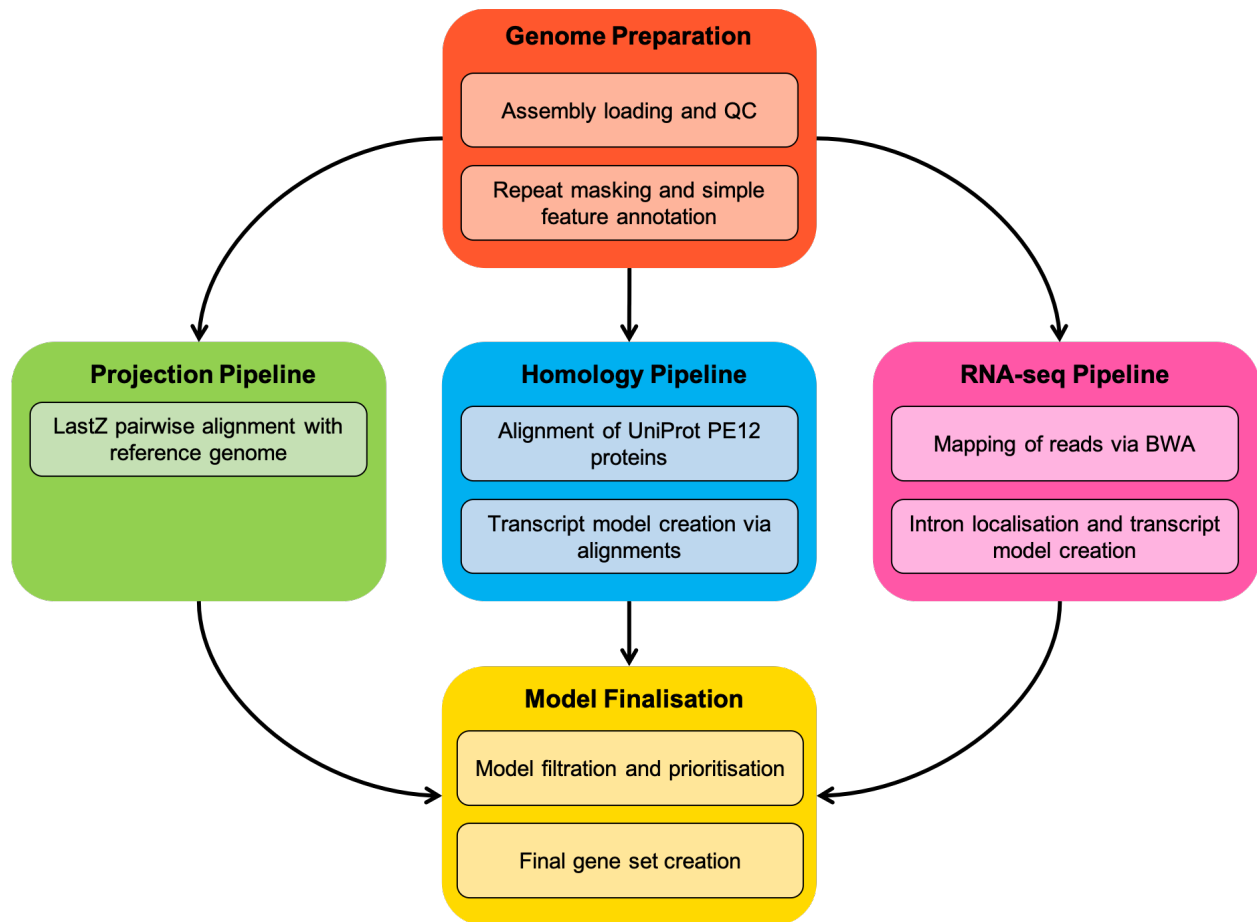 Genome Preparation
Assembly loading and QC
Repeat masking and simple
feature annotation
Projection Pipeline
LastZ pairwise alignment with
reference genome
Homology Pipeline
Alignment of UniProt PE12
proteins
Transcript model creation via
alignments
RNA-seq Pipeline
Mapping of reads via BWA
Intron localisation and transcript
model creation
Model Finalisation
Model filtration and prioritisation
Final gene set creation